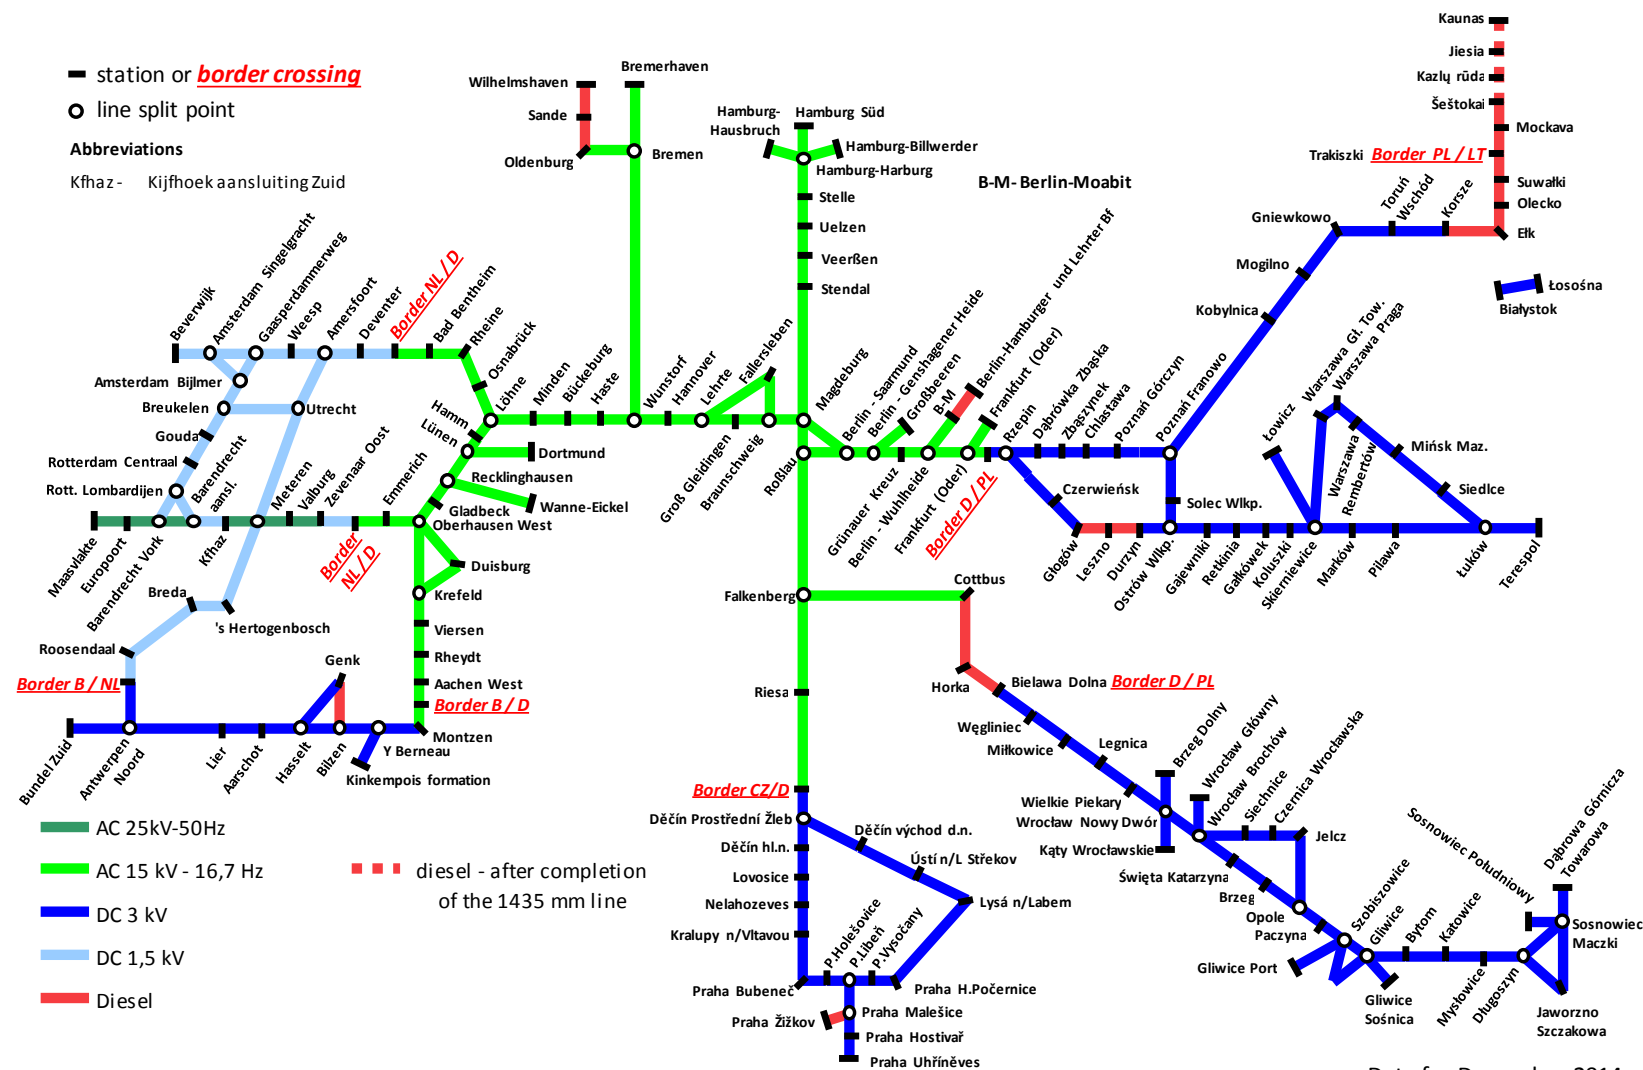 station or border crossing
line split point
Abbreviations
Kfhaz - Kijfhoek aansluiting Zuid
Wilhelmshaven
Sande
Oldenburg
Bremerhaven
Bremen
Hamburg-
Hausbruch
Hamburg Süd
Hamburg-Billwerder
Hamburg-Harburg
Stelle
Uelzen
Veerßen
Stendal
B-M- Berlin-Moabit
Kaunas
Jiesia
Kazlų rūda
Šeštokai
Mockava
Trakiszki Border PL / LT
Suwałki
Olecko
Ełk
Korsze
Toruń
Wschód
Gniewkowo
Mogilno
Kobylnica
Poznań Franowo
Łosośna
Białystok
Beverwijk
Amsterdam Singelgracht
Gaasperdammerweg
Weesp
Amersfoort
Deventer
Border NL / D
Bad Bentheim
Rheine
Osnabrück
Löhne
Minden
Bückeburg
Haste
Wunstorf
Hannover
Lehrte
Fallersleben
Groß Gleidingen
Braunschweig
Magdeburg
Roßlau
Berlin - Saarmund
Berlin - Genshagener Heide
Großbeeren
B-M
Berlin-Hamburger und Lehrter Bf
Frankfurt (Oder)
Grünauer Kreuz
Berlin - Wuhlheide
Frankfurt (Oder)
Border D / PL
Rzepin
Dąbrówka Zbąska
Zbąszynek
Chlastawa
Poznań Górczyn
Czerwieńsk
Głogów
Leszno
Durzyn
Ostrów Wlkp.
Solec Wlkp.
Gajewniki
Retkinia
Gałkówek
Koluszki
Skierniewice
Łowicz
Warszawa Gł. Tow.
Warszawa Praga
Warszawa
Rembertów
Mińsk Maz.
Siedlce
Marków
Pilawa
Łuków
Terespol
Amsterdam Bijlmer
Breukelen
Utrecht
Gouda
Rotterdam Centraal
Rott. Lombardijen
Barendrecht
aansl.
Meteren
Valburg
Zevenaar Oost
Emmerich
Hamm
Lünen
Dortmund
Recklinghausen
Wanne-Eickel
Gladbeck
Oberhausen West
Maasvlakte
Europoort
Barendrecht Vork
Kfhaz
Border
NL / D
Duisburg
Krefeld
Viersen
Rheydt
Aachen West
Border B / D
Montzen
Breda
's Hertogenbosch
Roosendaal
Border B / NL
Genk
Bundel Zuid
Antwerpen
Noord
Lier
Aarschot
Hasselt
Bilzen
Y Berneau
Kinkempois formation
Falkenberg
Cottbus
Horka
Riesa
Bielawa Dolna Border D / PL
Węgliniec
Miłkowice
Legnica
Wielkie Piekary
Wrocław Nowy Dwór
Kąty Wrocławskie
Brzeg Dolny
Wrocław Główny
Wrocław Brochów
Siechnice
Czernica Wrocławska
Jelcz
Święta Katarzyna
Brzeg
Opole
Paczyna
Gliwice Port
Szobiszowice
Gliwice
Gliwice
Sośnica
Bytom
Katowice
Mysłowice
Długoszyn
Sosnowiec Południowy
Dąbrowa Górnicza
Towarowa
Sosnowiec
Maczki
Jaworzno
Szczakowa
Border CZ/D
Děčín Prostřední Žleb
Děčín hl.n.
Lovosice
Nelahozeves
Kralupy n/Vltavou
Praha Bubeneč
Děčín východ d.n.
Ústí n/L Střekov
Lysá n/Labem
P.Holešovice
P.Libeň
P.Vysočany
Praha H.Počernice
Praha Malešice
Praha Žižkov
Praha Hostivař
Praha Uhříněves
AC 25kV-50Hz
AC 15 kV - 16,7 Hz
DC 3 kV
DC 1,5 kV
Diesel
diesel - after completion
of the 1435 mm line